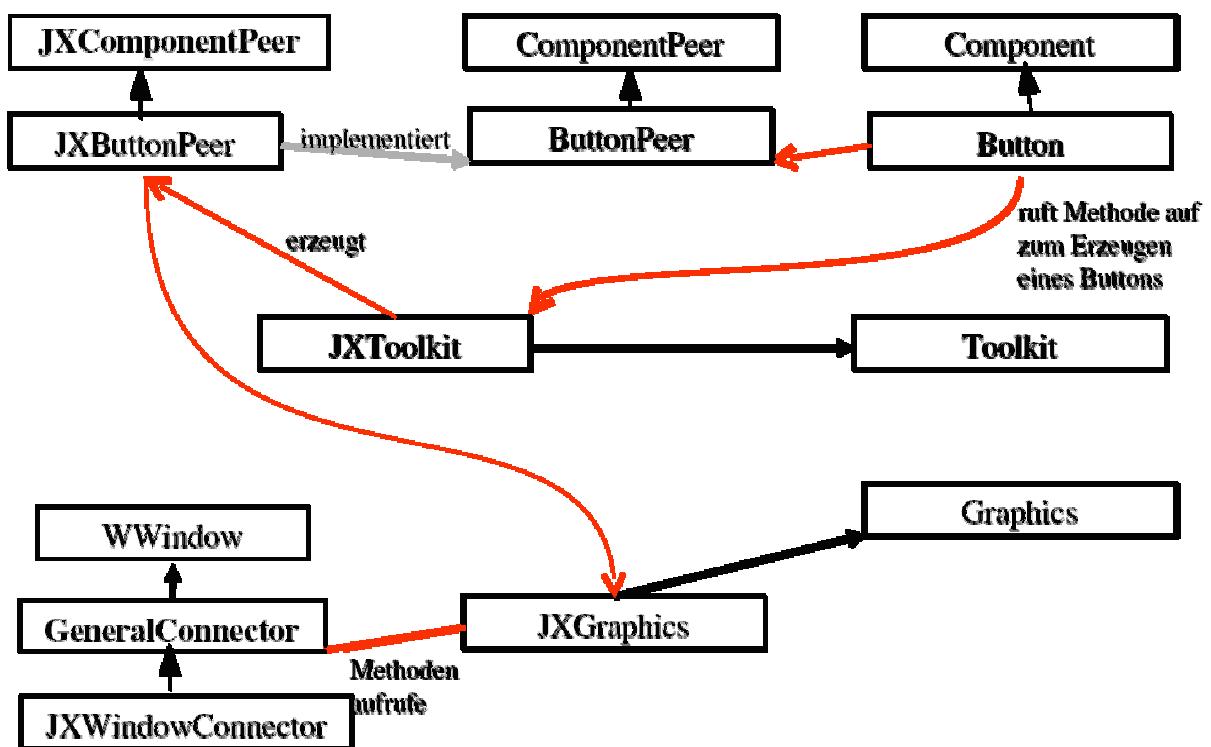 JXComponentPeer
ComponentPeer
Component
JXButtonPeer
implementiert
ButtonPeer
Button
erzeugt
ruft Methode auf
zum Erzeugen
eines Buttons
JXToolkit
Toolkit
Graphics
WWindow
GeneralConnector
JXGraphics
Methoden
aufrufe
JXWindowConnector